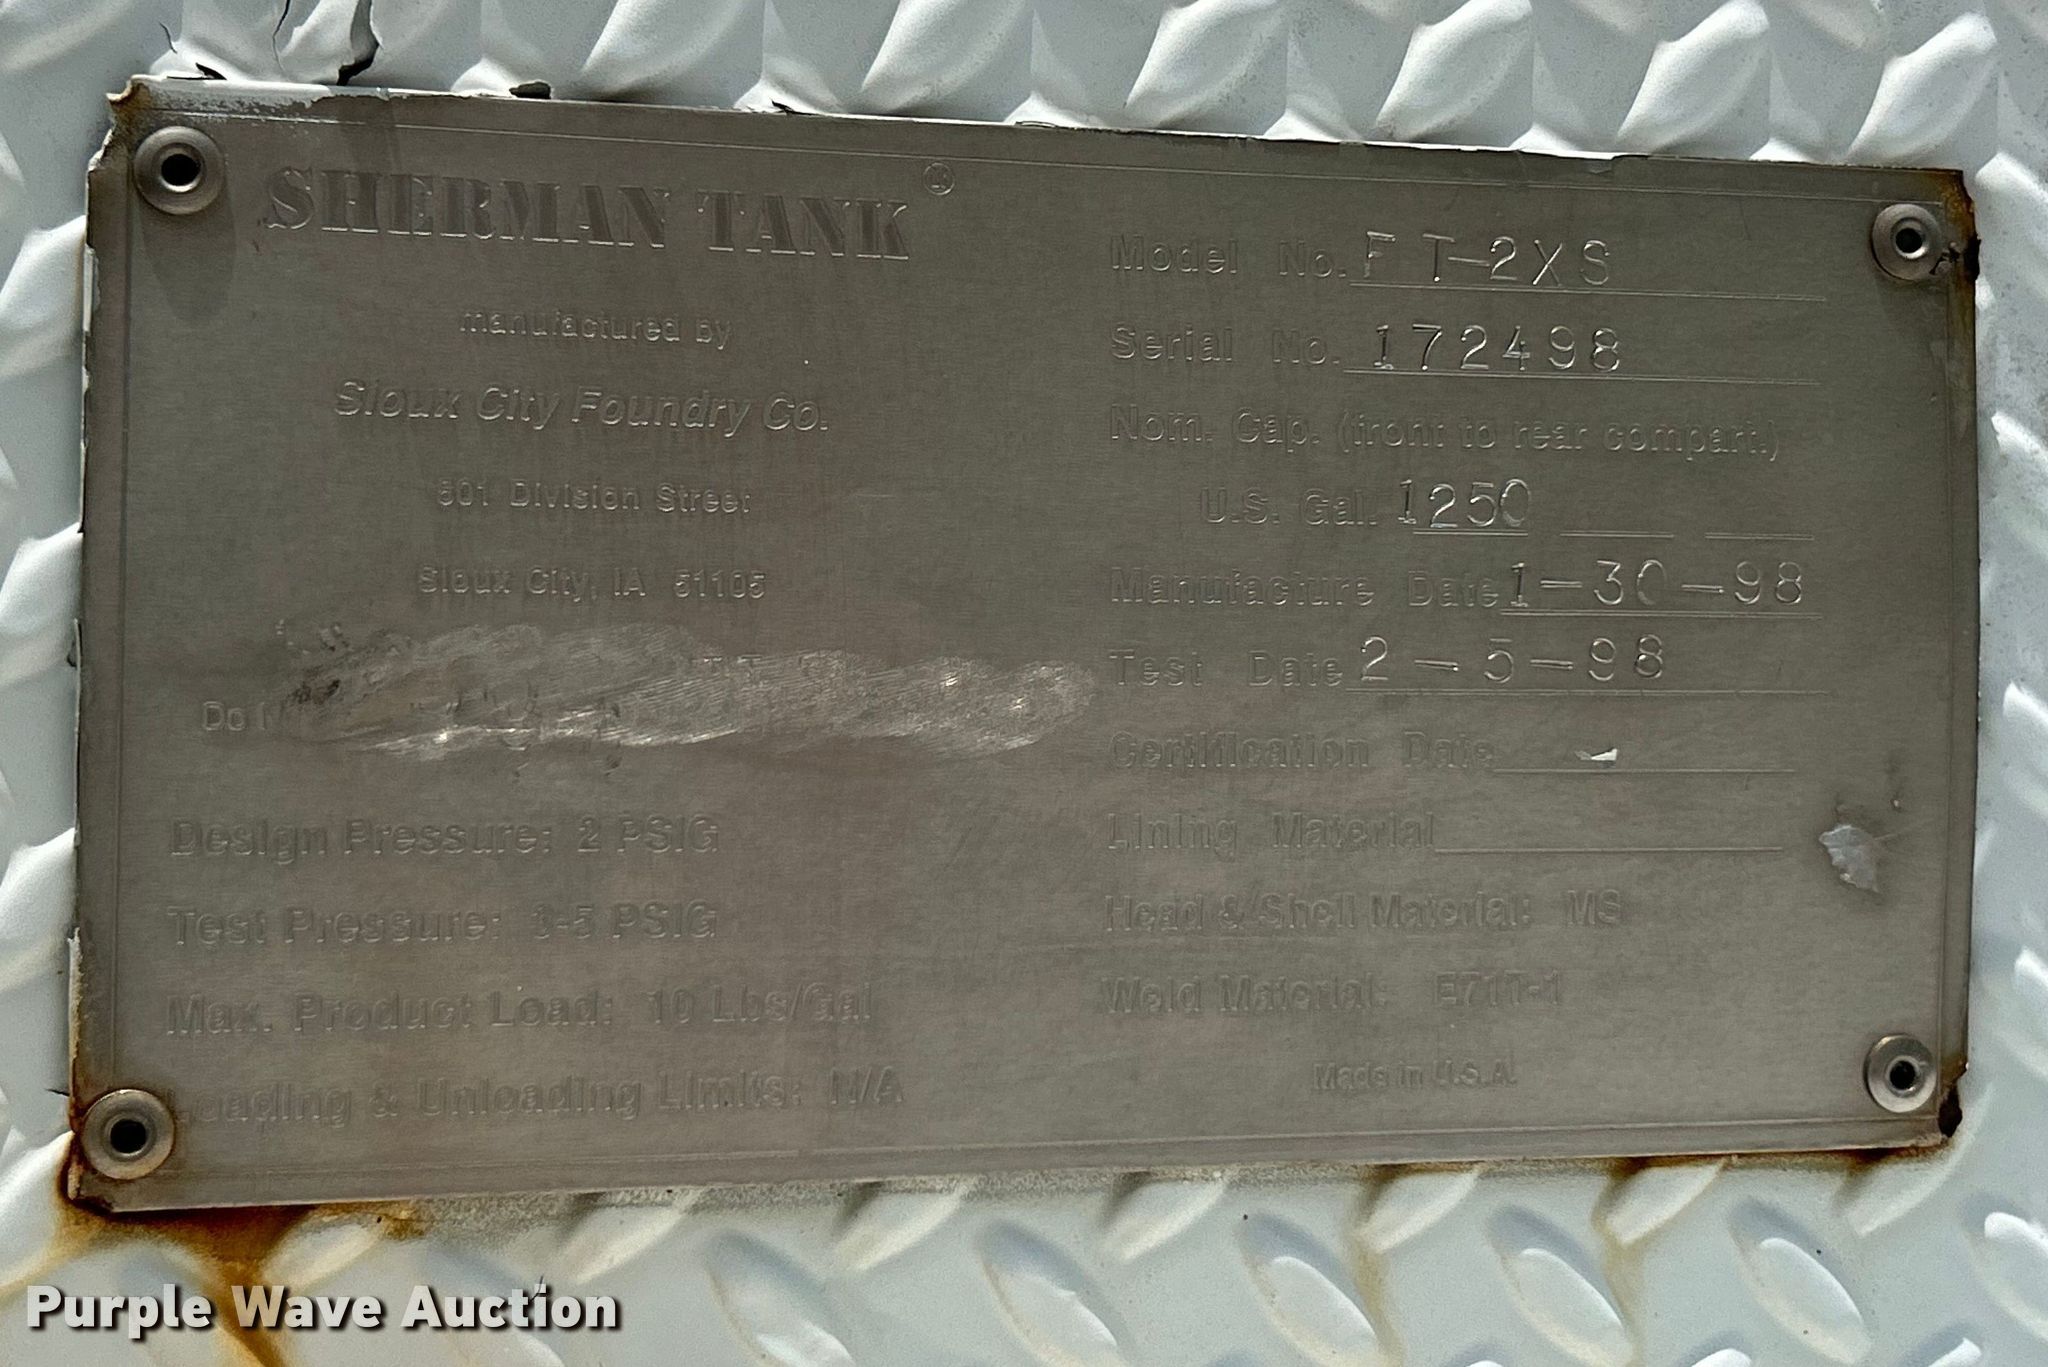 SHERMAN TANK ®
manufactured by
Sioux City Foundry Co.
801 Division Street
Sioux City, IA 51105
Do
Design Pressure: 2 PSIG
Test Pressure: 3-5 PSIG
Max. Product Load: 10 Lbs/Gal
Loading & Unloading Limits: N/A
Model No. FT-2XS
Serial No. 172498
Nom. Cap. (front to rear compart.)
U.S. Gal. 1250
Manufacture Date 1-30-98
Test Date 2-5-98
Certification Date
Lining Material
Head & Shell Material: MS
Weld Material: E71T-1
Made in U.S.A.
Purple Wave Auction